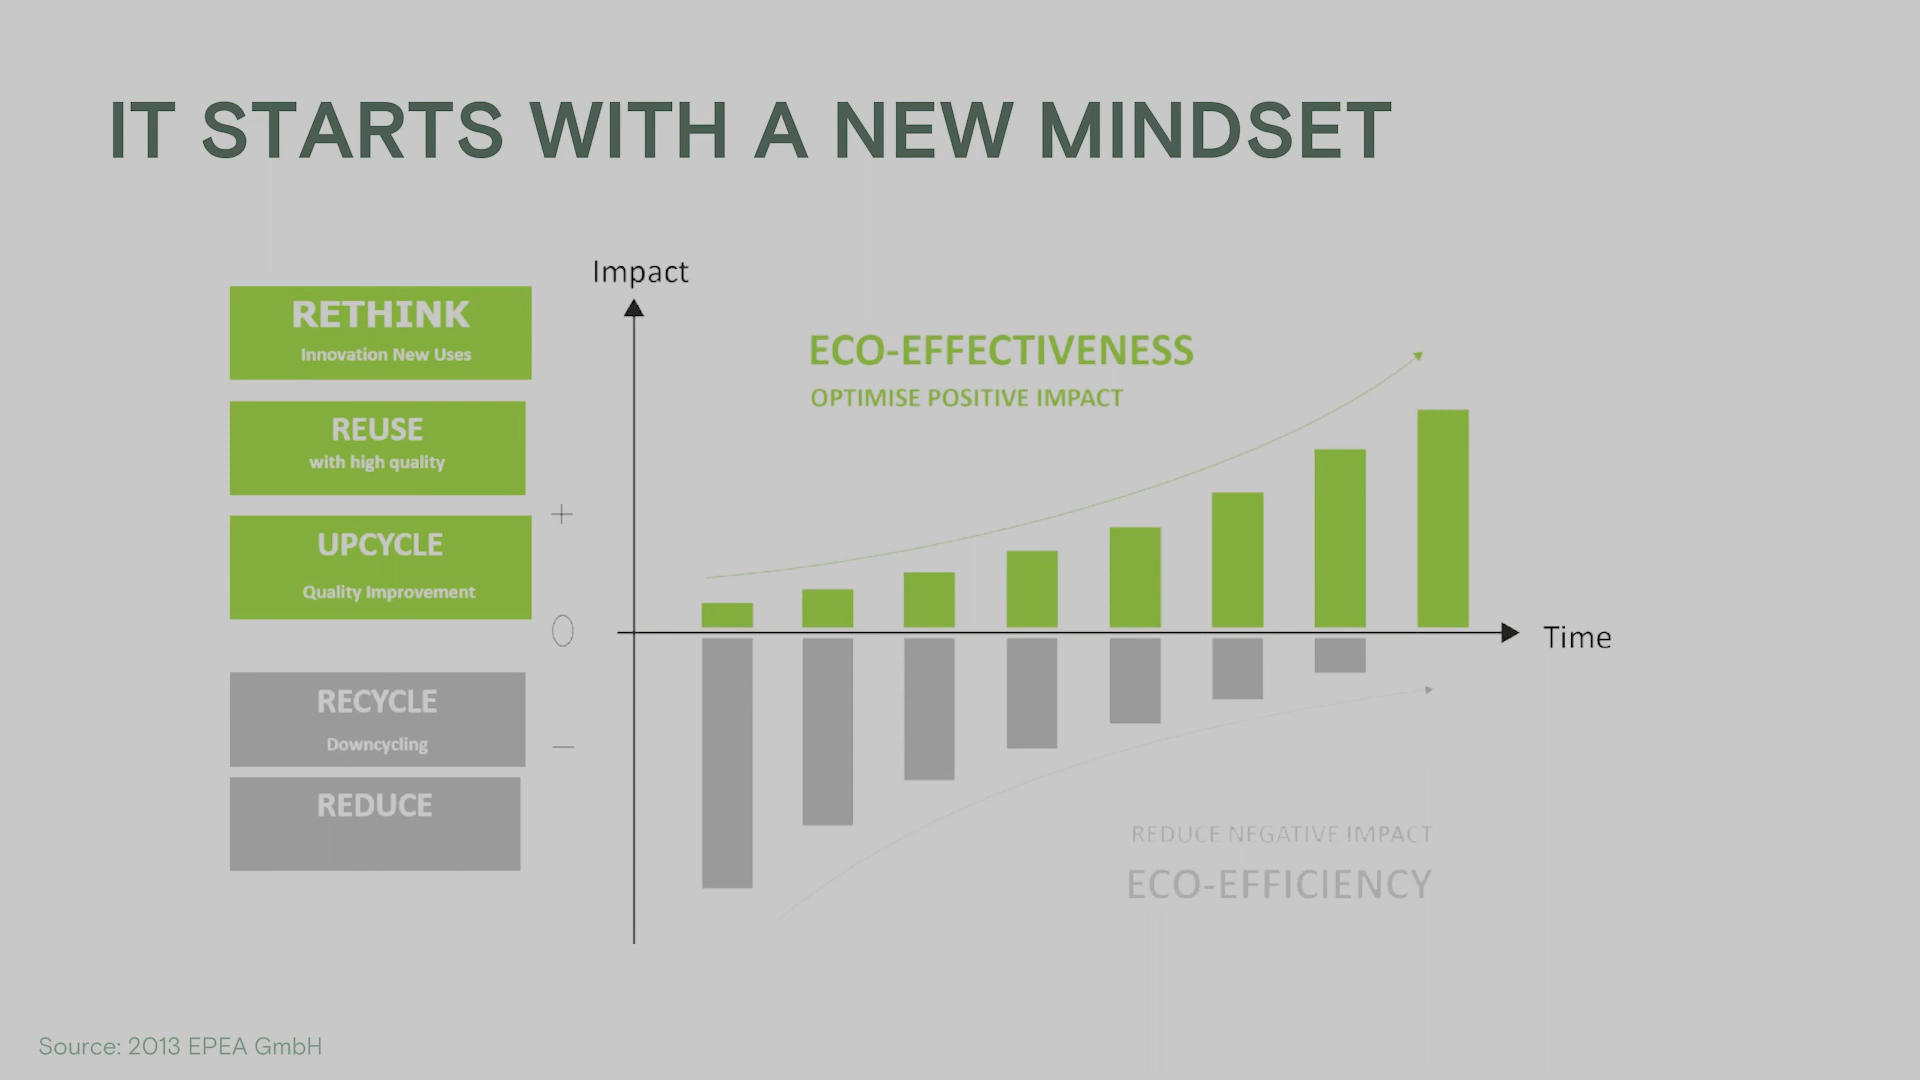 IT STARTS WITH A NEW MINDSET
RETHINK
Innovation New Uses
REUSE
with high quality
UPCYCLE
Quality Improvement
RECYCLE
Downcycling
REDUCE
+
0
—
Impact
ECO-EFFECTIVENESS
OPTIMISE POSITIVE IMPACT
Time
REDUCE NEGATIVE IMPACT
ECO-EFFICIENCY
Source: 2013 EPEA GmbH